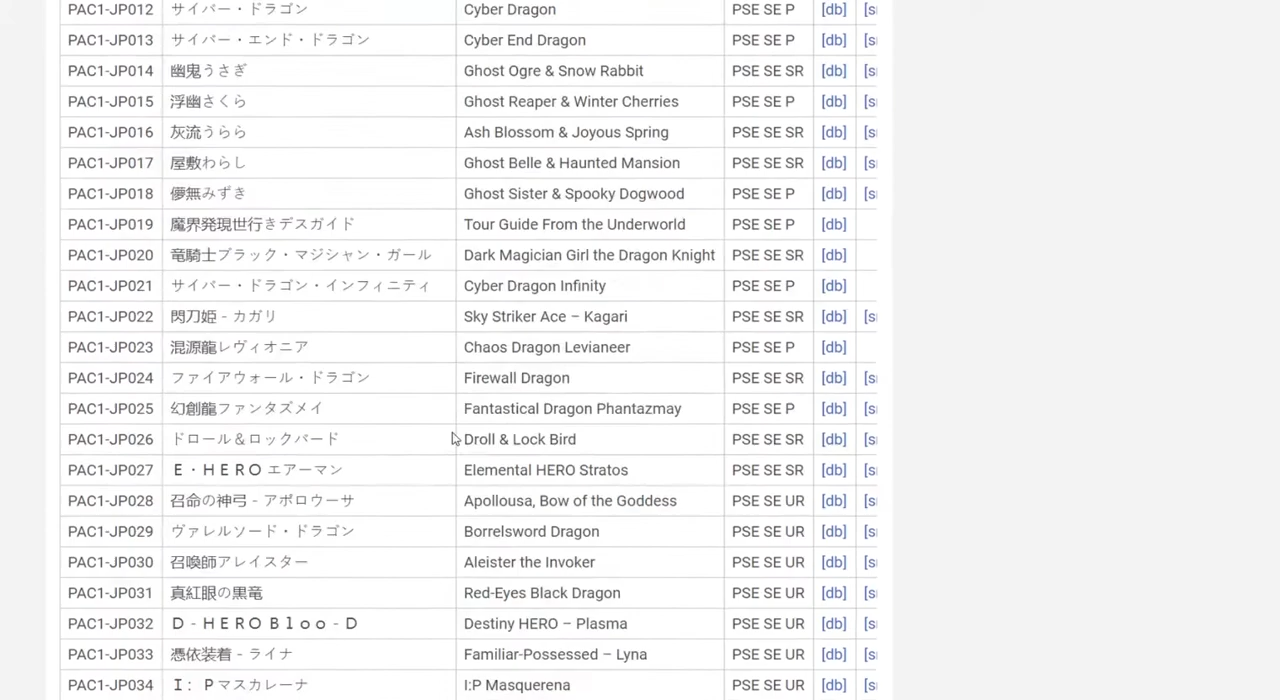 PAC1-JP012 サイバー・ドラゴン Cyber Dragon PSE SE P [db] [s
PAC1-JP013 サイバー・エンド・ドラゴン Cyber End Dragon PSE SE P [db] [s
PAC1-JP014 幽鬼うさぎ Ghost Ogre & Snow Rabbit PSE SE SR [db] [s
PAC1-JP015 浮幽さくら Ghost Reaper & Winter Cherries PSE SE P [db] [s
PAC1-JP016 灰流うらら Ash Blossom & Joyous Spring PSE SE SR [db] [s
PAC1-JP017 屋敷わらし Ghost Belle & Haunted Mansion PSE SE SR [db] [s
PAC1-JP018 儚無みずき Ghost Sister & Spooky Dogwood PSE SE P [db] [s
PAC1-JP019 魔界発現世行きデスガイド Tour Guide From the Underworld PSE SE P [db]
PAC1-JP020 竜騎士ブラック・マジシャン・ガール Dark Magician Girl the Dragon Knight PSE SE P [db]
PAC1-JP021 サイバー・ドラゴン・インフィニティ Cyber Dragon Infinity PSE SE P [db]
PAC1-JP022 閃刀姫 - カガリ Sky Striker Ace – Kagari PSE SE SR [db] [s
PAC1-JP023 混源龍レヴィオニア Chaos Dragon Levianeer PSE SE P [db]
PAC1-JP024 ファイアウォール・ドラゴン Firewall Dragon PSE SE SR [db] [s
PAC1-JP025 幻創龍ファンタズメイ Fantastical Dragon Phantazmay PSE SE P [db] [s
PAC1-JP026 ドロール＆ロックバード Droll & Lock Bird PSE SE SR [db] [s
PAC1-JP027 Ｅ・ＨＥＲＯ エアーマン Elemental HERO Stratos PSE SE SR [db] [s
PAC1-JP028 召命の神弓 - アポロウーサ Apollousa, Bow of the Goddess PSE SE UR [db] [s
PAC1-JP029 ヴァレルソード・ドラゴン Borrelsword Dragon PSE SE UR [db] [s
PAC1-JP030 召喚師アレイスター Aleister the Invoker PSE SE UR [db] [s
PAC1-JP031 真紅眼の黒竜 Red-Eyes Black Dragon PSE SE UR [db] [s
PAC1-JP032 Ｄ－ＨＥＲＯ Ｂｌｏｏ－Ｄ Destiny HERO – Plasma PSE SE UR [db] [s
PAC1-JP033 憑依装着 - ライナ Familiar-Possessed – Lyna PSE SE UR [db] [s
PAC1-JP034 Ｉ：Ｐマスカレーナ I:P Masquerena PSE SE UR [db] [s